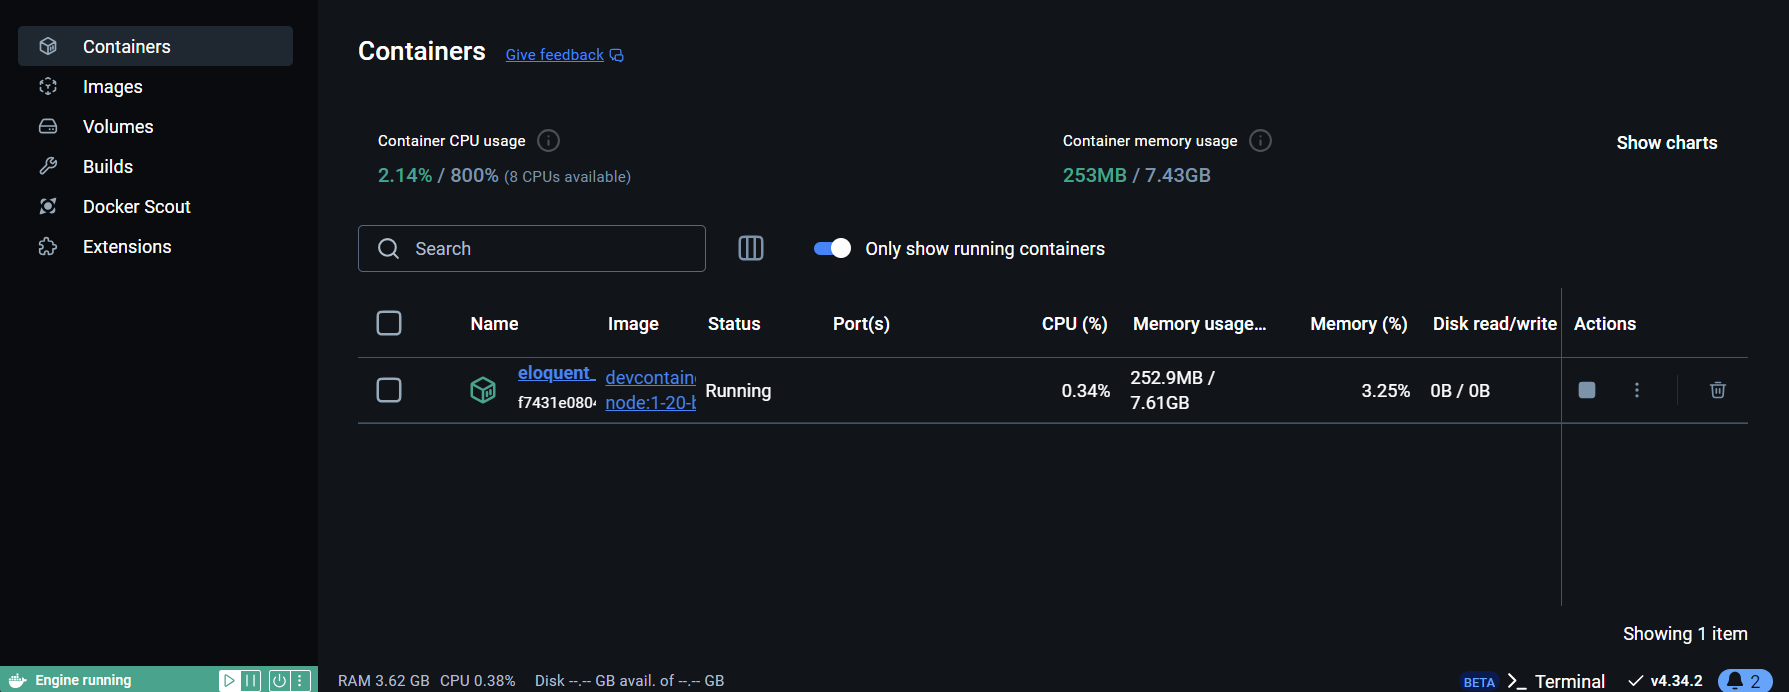 Containers
Images
Volumes
Builds
Docker Scout
Extensions
Containers Give feedback
Container CPU usage
2.14% / 800% (8 CPUs available)
Container memory usage
253MB / 7.43GB
Show charts
Search
Only show running containers
Name Image Status Port(s) CPU (%) Memory usage... Memory (%) Disk read/write Actions
eloquent_
f7431e080
devcontain
node:1-20-b
Running
0.34%
252.9MB /
7.61GB
3.25%
0B / 0B
Showing 1 item
Engine running
RAM 3.62 GB CPU 0.38% Disk --.-- GB avail. of --.-- GB
BETA >_ Terminal v4.34.2 2